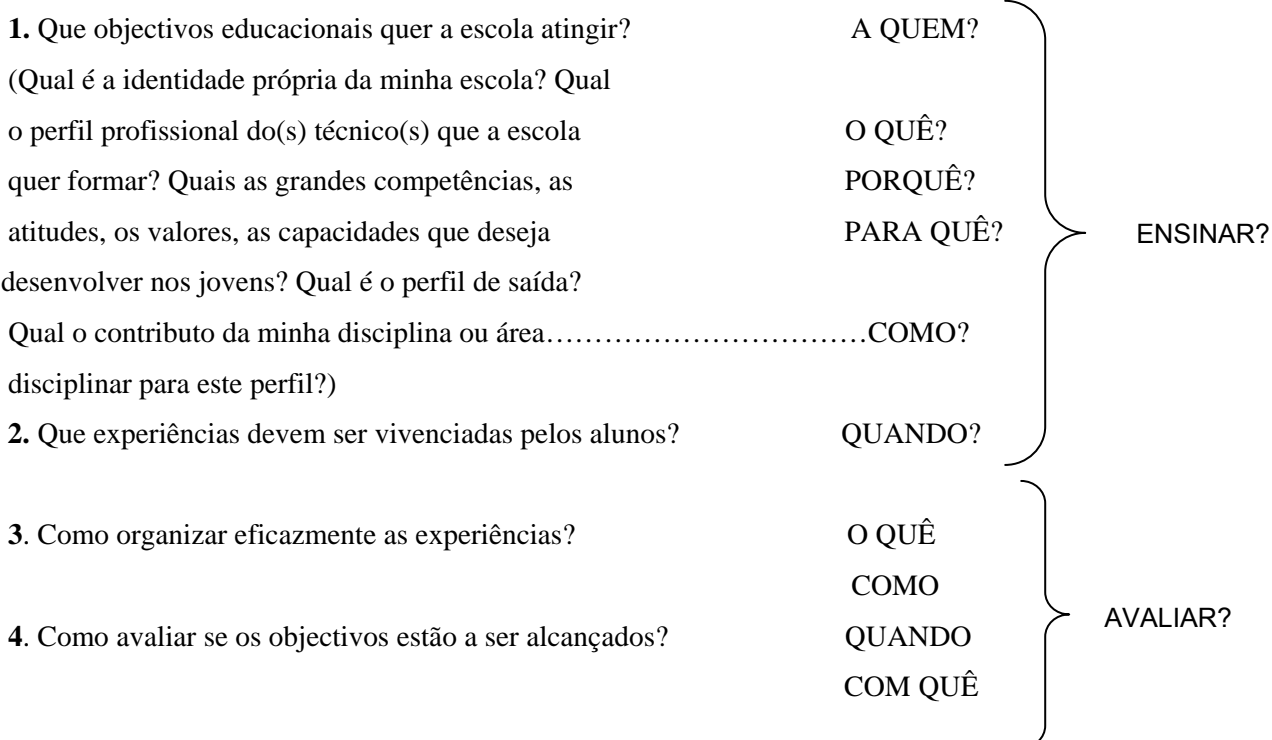 1. Que objectivos educacionais quer a escola atingir? A QUEM?
(Qual é a identidade própria da minha escola? Qual
o perfil profissional do(s) técnico(s) que a escola O QUÊ?
quer formar? Quais as grandes competências, as PORQUÊ?
atitudes, os valores, as capacidades que deseja PARA QUÊ? ENSINAR?
desenvolver nos jovens? Qual é o perfil de saída?
Qual o contributo da minha disciplina ou área…………………………….COMO?
disciplinar para este perfil?)
2. Que experiências devem ser vivenciadas pelos alunos? QUANDO?
3. Como organizar eficazmente as experiências? O QUÊ
COMO
AVALIAR?
4. Como avaliar se os objectivos estão a ser alcançados? QUANDO
COM QUÊ